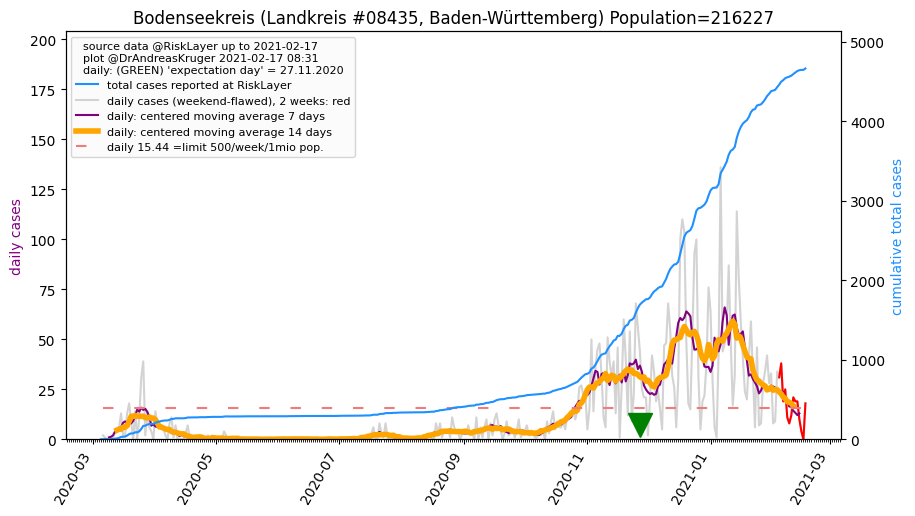 Bodenseekreis (Landkreis #08435, Baden-Württemberg) Population=216227
source data @RiskLayer up to 2021-02-17
plot @DrAndreasKruger 2021-02-17 08:31
daily: (GREEN) 'expectation day' = 27.11.2020
total cases reported at RiskLayer
daily cases (weekend-flawed), 2 weeks: red
daily: centered moving average 7 days
daily: centered moving average 14 days
daily 15.44 =limit 500/week/1mio pop.
daily cases
200
175
150
125
100
75
50
25
0
5000
4000
3000
2000
1000
0
cumulative total cases
2020-03
2020-05
2020-07
2020-09
2020-11
2021-01
2021-03